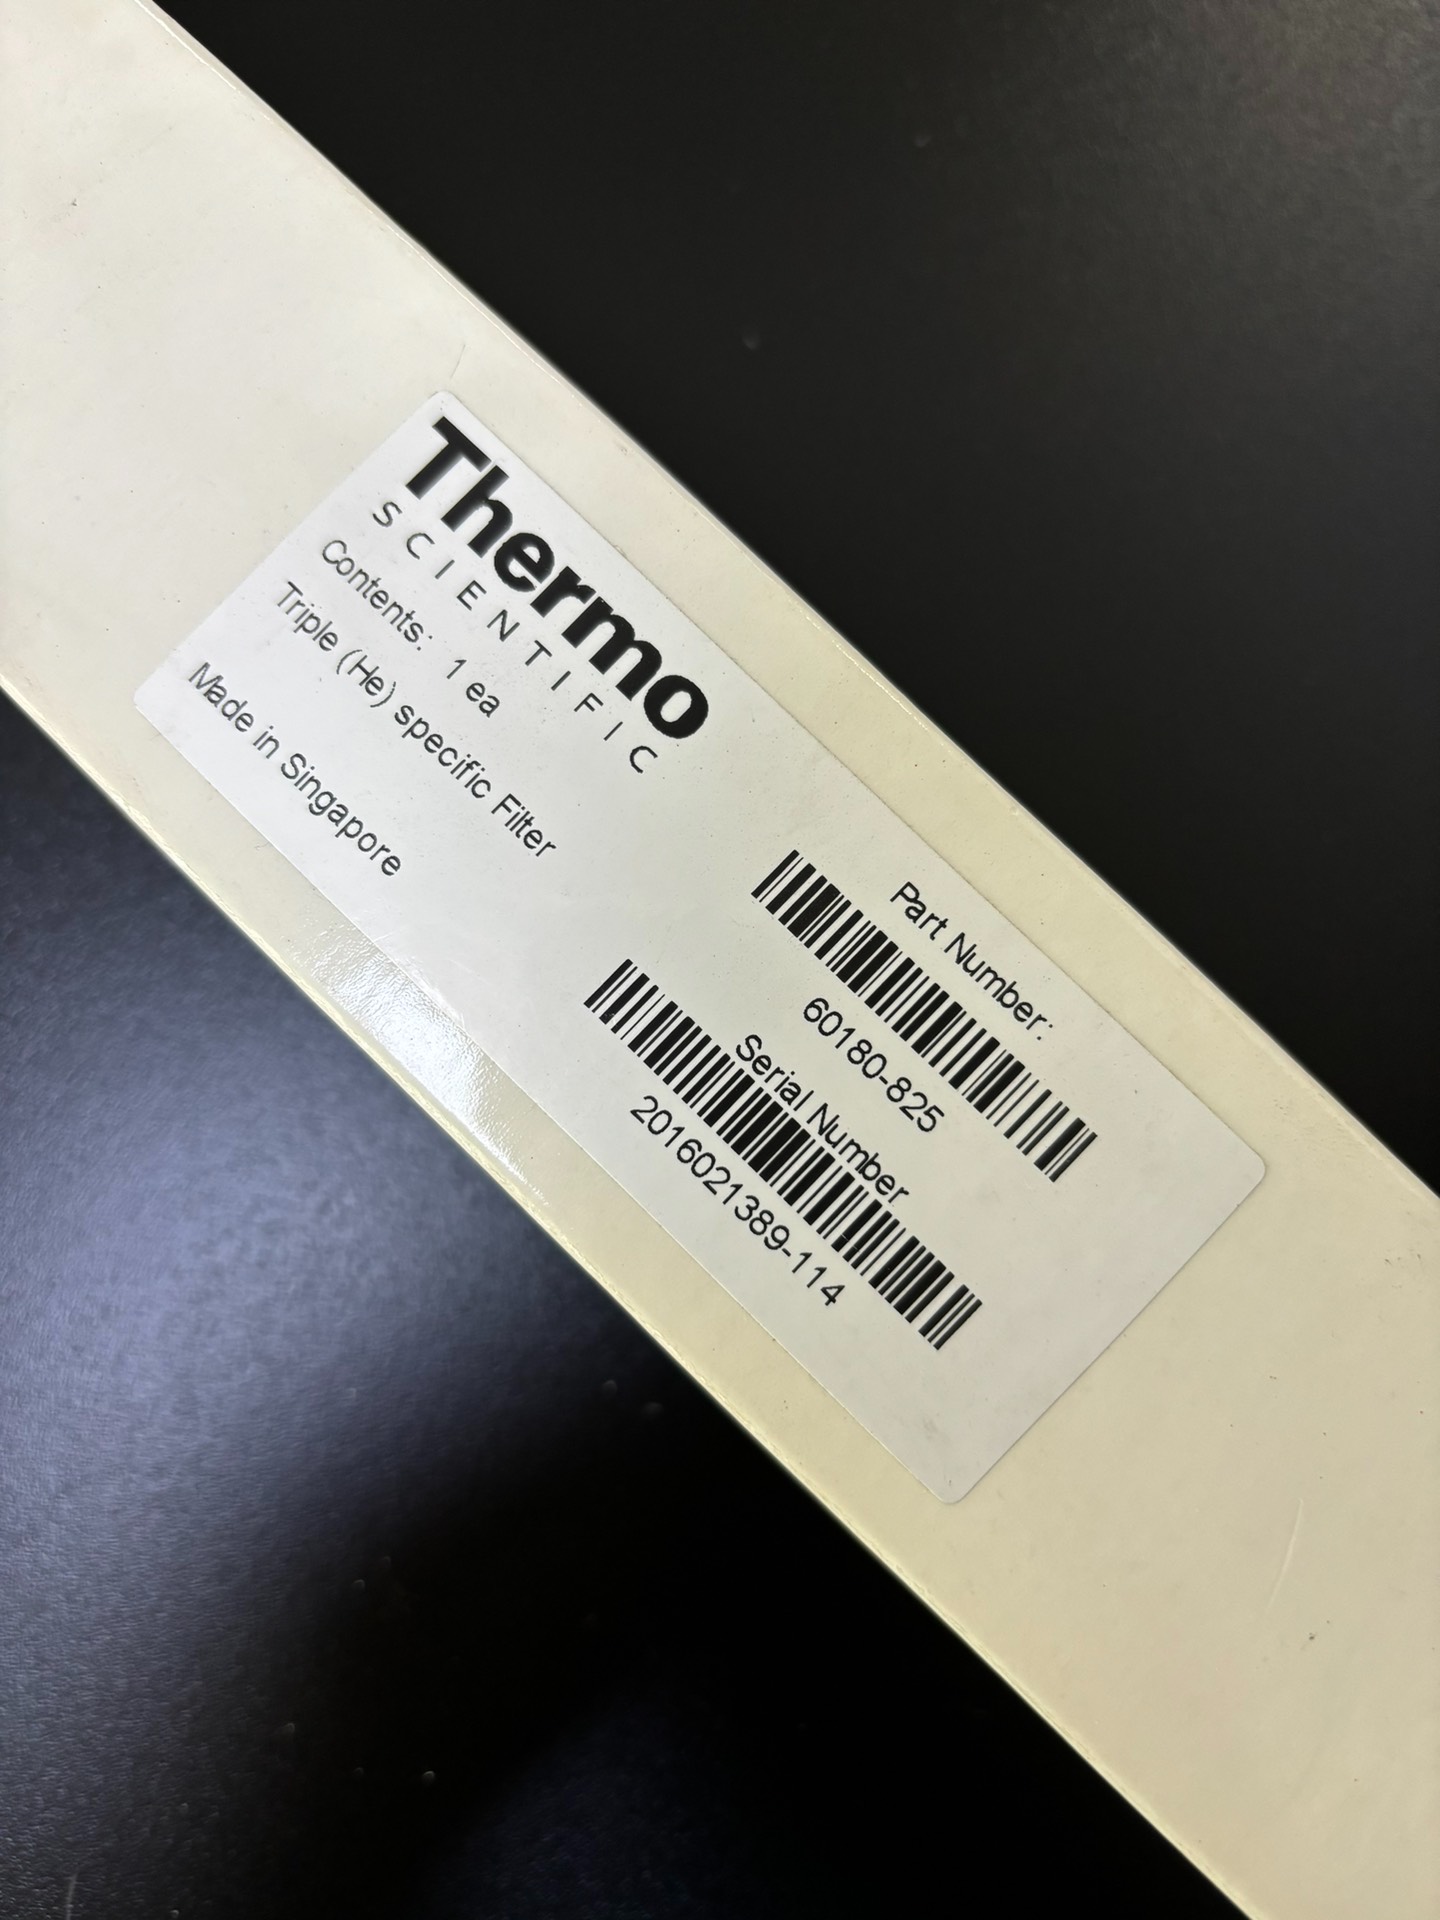 Thermo
SCIENTIFIC
Contents: 1 ea
Triple (He) specific Filter
Made in Singapore
Part Number:
60180-825
Serial Number
2016021389-114